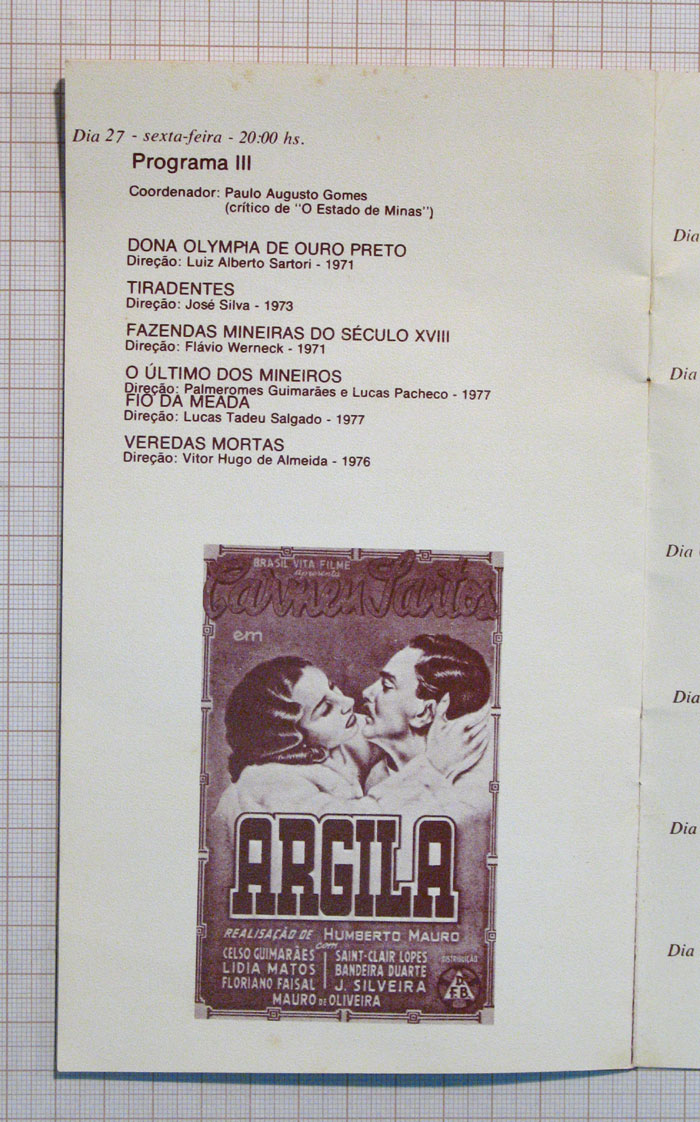 Dia 27 - sexta-feira - 20:00 hs.
Programa III
Coordenador: Paulo Augusto Gomes
(crítico de "O Estado de Minas")
DONA OLYMPIA DE OURO PRETO
Direção: Luiz Alberto Sartori - 1971
TIRADENTES
Direção: José Silva - 1973
FAZENDAS MINEIRAS DO SÉCULO XVIII
Direção: Flávio Werneck - 1971
O ÚLTIMO DOS MINEIROS
Direção: Palmeromes Guimarães e Lucas Pacheco - 1977
FIO DA MEADA
Direção: Lucas Tadeu Salgado - 1977
VEREDAS MORTAS
Direção: Vitor Hugo de Almeida - 1976
BRASIL VITA FILME
apresenta
Carmen Santos
em
ARGILA
REALISAÇÃO DE HUMBERTO MAURO
com
CELSO GUIMARÃES
LIDIA MATOS
FLORIANO FAISAL
SAINT-CLAIR LOPES
BANDEIRA DUARTE
J. SILVEIRA
MAURO DE OLIVEIRA
DISTRIBUIÇÃO
D.F.B.
Dia
Dia
Dia
Dia
Dia
Dia